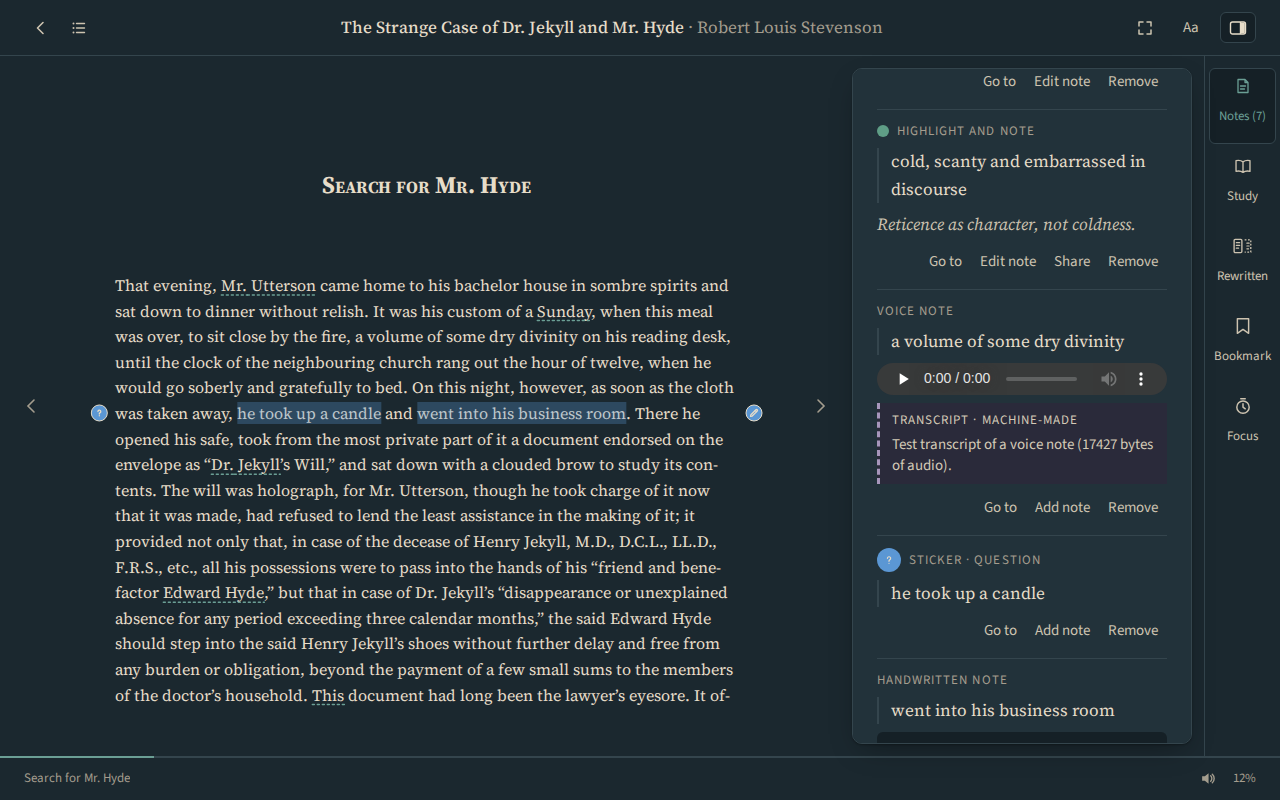 The Strange Case of Dr. Jekyll and Mr. Hyde · Robert Louis Stevenson
Aa
Search for Mr. Hyde
That evening, Mr. Utterson came home to his bachelor house in sombre spirits and
sat down to dinner without relish. It was his custom of a Sunday, when this meal
was over, to sit close by the fire, a volume of some dry divinity on his reading desk,
until the clock of the neighbouring church rang out the hour of twelve, when he
would go soberly and gratefully to bed. On this night, however, as soon as the cloth
? was taken away, he took up a candle and went into his business room. There he
opened his safe, took from the most private part of it a document endorsed on the
envelope as “Dr. Jekyll’s Will,” and sat down with a clouded brow to study its con-
tents. The will was holograph, for Mr. Utterson, though he took charge of it now
that it was made, had refused to lend the least assistance in the making of it; it
provided not only that, in case of the decease of Henry Jekyll, M.D., D.C.L., LL.D.,
F.R.S., etc., all his possessions were to pass into the hands of his “friend and bene-
factor Edward Hyde,” but that in case of Dr. Jekyll’s “disappearance or unexplained
absence for any period exceeding three calendar months,” the said Edward Hyde
should step into the said Henry Jekyll’s shoes without further delay and free from
any burden or obligation, beyond the payment of a few small sums to the members
of the doctor’s household. This document had long been the lawyer’s eyesore. It of-
Go to Edit note Remove
HIGHLIGHT AND NOTE
cold, scanty and embarrassed in
discourse
Reticence as character, not coldness.
Go to Edit note Share Remove
VOICE NOTE
a volume of some dry divinity
0:00 / 0:00
TRANSCRIPT · MACHINE-MADE
Test transcript of a voice note (17427 bytes
of audio).
Go to Add note Remove
? STICKER · QUESTION
he took up a candle
Go to Add note Remove
HANDWRITTEN NOTE
went into his business room
Notes (7)
Study
Rewritten
Bookmark
Focus
Search for Mr. Hyde
12%